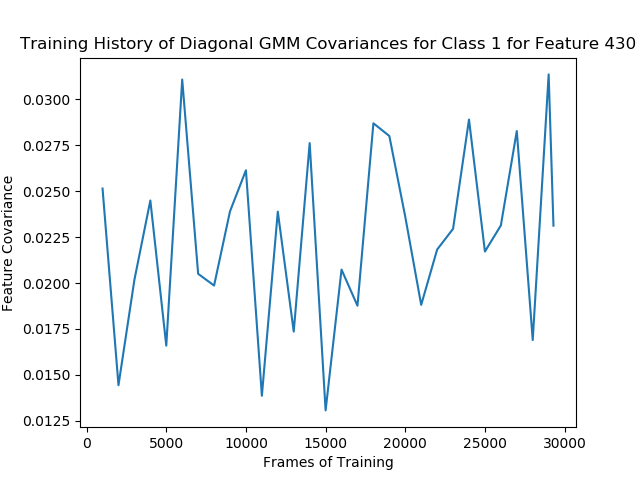 Training History of Diagonal GMM Covariances for Class 1 for Feature 430
Feature Covariance
0.0300
0.0275
0.0250
0.0225
0.0200
0.0175
0.0150
0.0125
0 5000 10000 15000 20000 25000 30000
Frames of Training